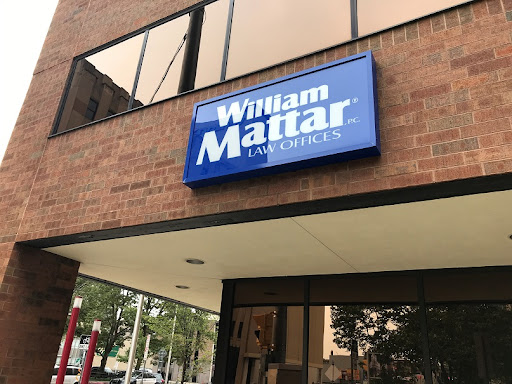 William
Mattar®
P.C.
LAW OFFICES